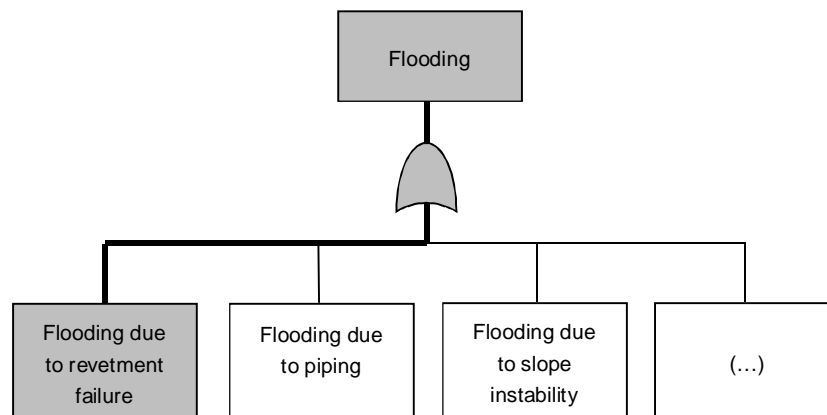 Flooding
Flooding due
to revetment
failure
Flooding due
to piping
Flooding due
to slope
instability
(…)